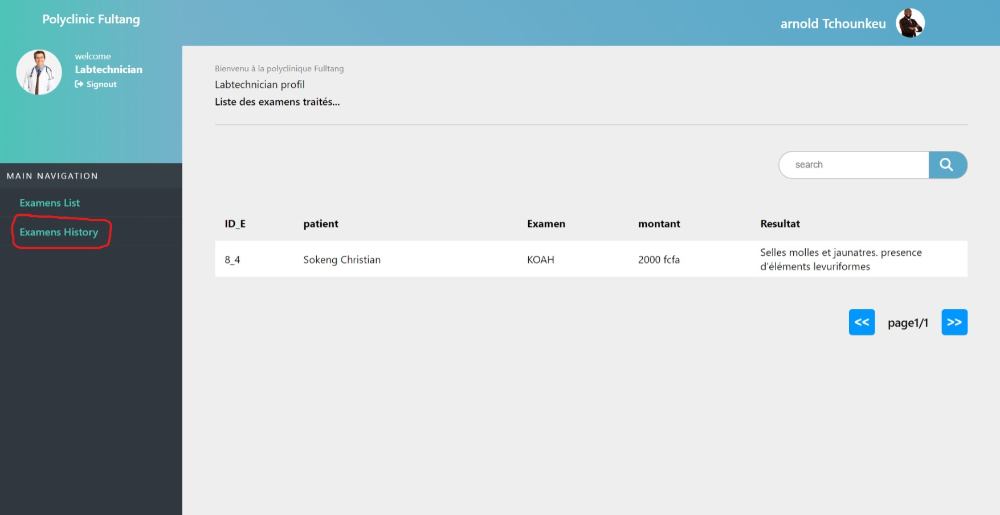 Polyclinic Fultang
arnold Tchounkeu
welcome
Labtechnician
Signout
MAIN NAVIGATION
Examens List
Examens History
Bienvenu à la polyclinique Fulltang
Labtechnician profil
Liste des examens traités...
search
ID_E patient Examen montant Resultat
8_4 Sokeng Christian KOAH 2000 fcfa Selles molles et jaunatres. presence
d'éléments levuriformes
<< page1/1 >>